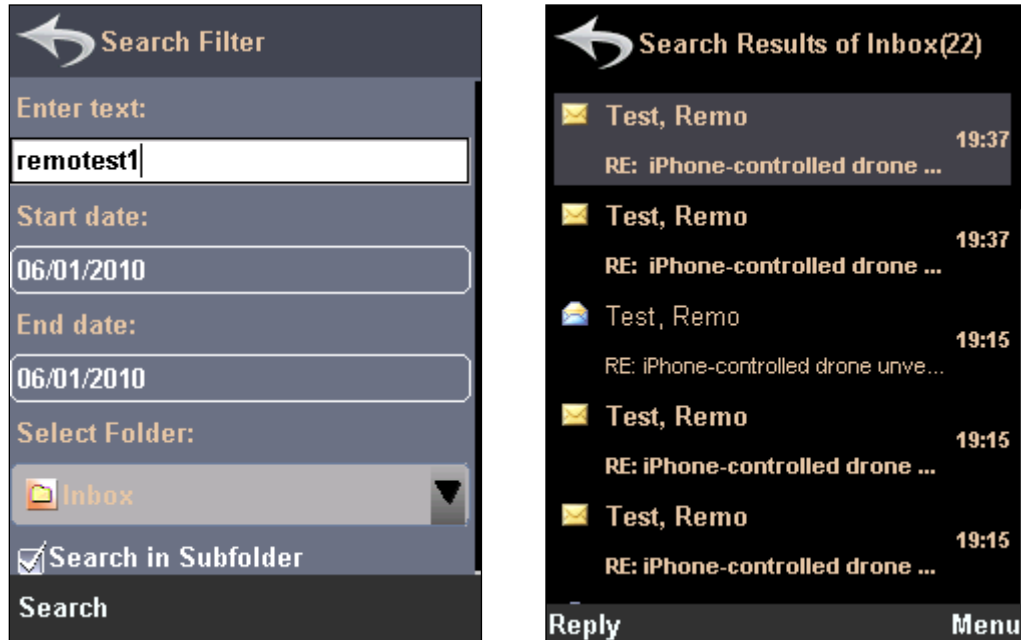 Search Filter
Enter text:
remotest1
Start date:
06/01/2010
End date:
06/01/2010
Select Folder:
Inbox
Search in Subfolder
Search
Search Results of Inbox(22)
Test, Remo
19:37
RE: iPhone-controlled drone ...
Test, Remo
19:37
RE: iPhone-controlled drone ...
Test, Remo
19:15
RE: iPhone-controlled drone unve...
Test, Remo
19:15
RE: iPhone-controlled drone ...
Test, Remo
19:15
RE: iPhone-controlled drone ...
Reply
Menu